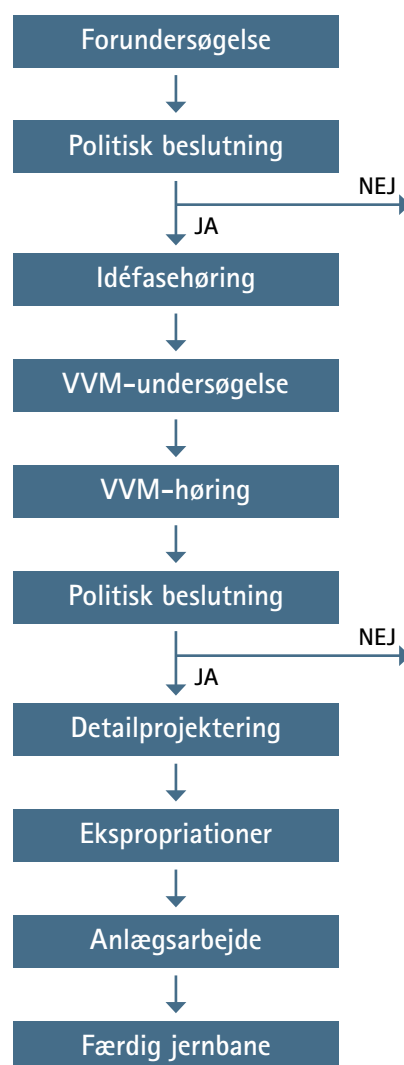 Forundersøgelse
Politisk beslutning
NEJ
JA
Idéfasehøring
VVM-undersøgelse
VVM-høring
Politisk beslutning
NEJ
JA
Detailprojektering
Ekspropriationer
Anlægsarbejde
Færdig jernbane